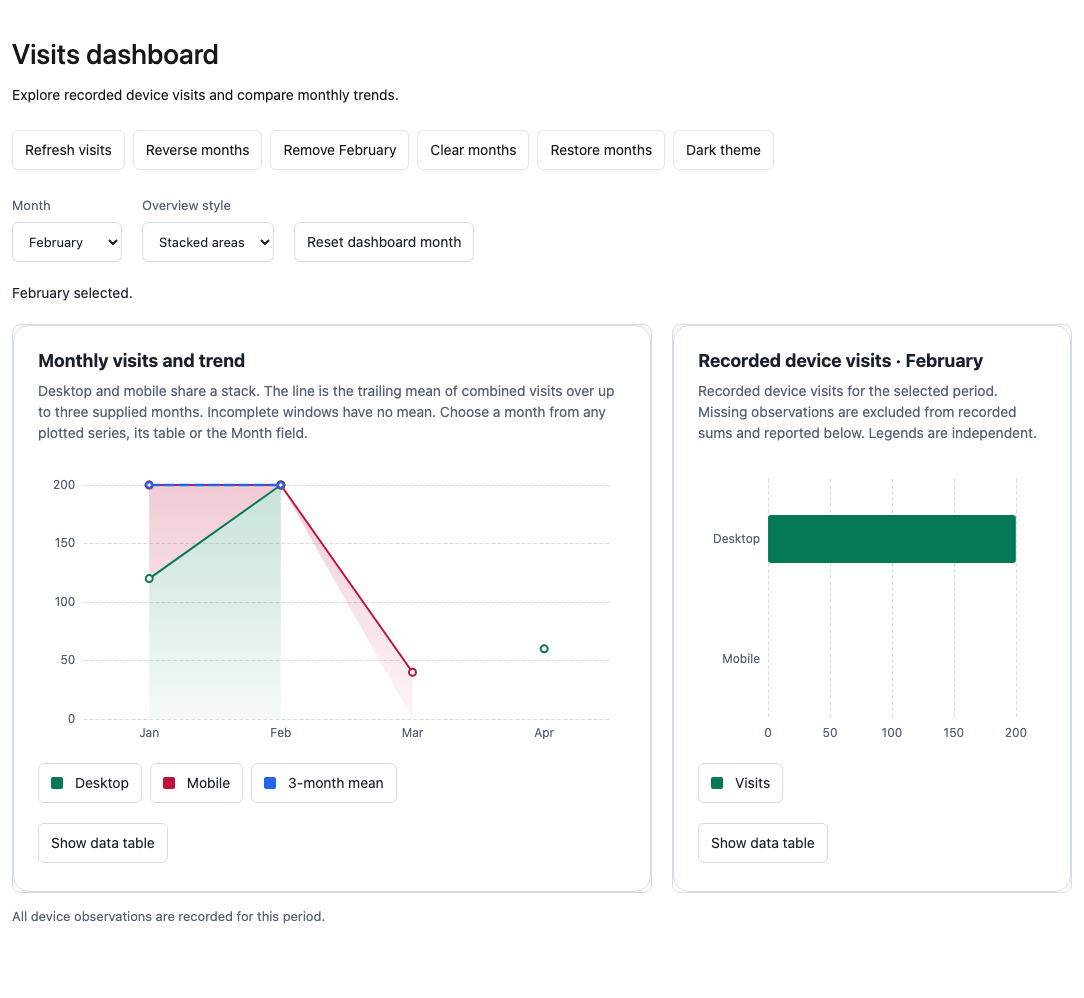 Visits dashboard
Explore recorded device visits and compare monthly trends.
Refresh visits Reverse months Remove February Clear months Restore months Dark theme
Month Overview style
February Stacked areas Reset dashboard month
February selected.
Monthly visits and trend
Desktop and mobile share a stack. The line is the trailing mean of combined visits over up
to three supplied months. Incomplete windows have no mean. Choose a month from any
plotted series, its table or the Month field.
200
150
100
50
0
Jan Feb Mar Apr
Desktop Mobile 3-month mean
Show data table
Recorded device visits · February
Recorded device visits for the selected period.
Missing observations are excluded from recorded
sums and reported below. Legends are independent.
Desktop
Mobile
0 50 100 150 200
Visits
Show data table
All device observations are recorded for this period.